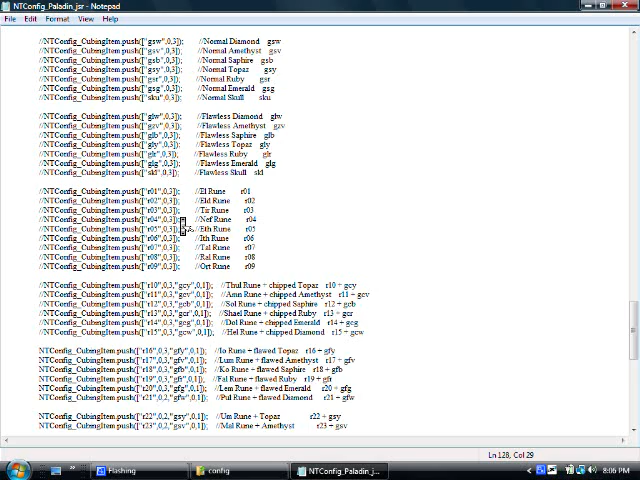 NTConfig_Paladin_jsr - Notepad
File Edit Format View Help
//NTConfig_CubingItem.push(["gsw",0,3]); //Normal Diamond gsw
//NTConfig_CubingItem.push(["gsv",0,3]); //Normal Amethyst gsv
//NTConfig_CubingItem.push(["gsb",0,3]); //Normal Saphire gsb
//NTConfig_CubingItem.push(["gsy",0,3]); //Normal Topaz gsy
//NTConfig_CubingItem.push(["gsr",0,3]); //Normal Ruby gsr
//NTConfig_CubingItem.push(["gsg",0,3]); //Normal Emerald gsg
//NTConfig_CubingItem.push(["sku",0,3]); //Normal Skull sku
//NTConfig_CubingItem.push(["glw",0,3]); //Flawless Diamond glw
//NTConfig_CubingItem.push(["gzv",0,3]); //Flawless Amethyst gzv
//NTConfig_CubingItem.push(["glb",0,3]); //Flawless Saphire glb
//NTConfig_CubingItem.push(["gly",0,3]); //Flawless Topaz gly
//NTConfig_CubingItem.push(["glr",0,3]); //Flawless Ruby glr
//NTConfig_CubingItem.push(["glg",0,3]); //Flawless Emerald glg
//NTConfig_CubingItem.push(["skl",0,3]); //Flawless Skull skl
//NTConfig_CubingItem.push(["r01",0,3]); //El Rune r01
//NTConfig_CubingItem.push(["r02",0,3]); //Eld Rune r02
//NTConfig_CubingItem.push(["r03",0,3]); //Tir Rune r03
//NTConfig_CubingItem.push(["r04",0,3]); //Nef Rune r04
//NTConfig_CubingItem.push(["r05",0,3]); //Eth Rune r05
//NTConfig_CubingItem.push(["r06",0,3]); //Ith Rune r06
//NTConfig_CubingItem.push(["r07",0,3]); //Tal Rune r07
//NTConfig_CubingItem.push(["r08",0,3]); //Ral Rune r08
//NTConfig_CubingItem.push(["r09",0,3]); //Ort Rune r09
//NTConfig_CubingItem.push(["r10",0,3,"gcy",0,1]); //Thul Rune + chipped Topaz r10 + gcy
//NTConfig_CubingItem.push(["r11",0,3,"gcv",0,1]); //Amn Rune + chipped Amethyst r11 + gcv
//NTConfig_CubingItem.push(["r12",0,3,"gcb",0,1]); //Sol Rune + chipped Saphire r12 + gcb
//NTConfig_CubingItem.push(["r13",0,3,"gcr",0,1]); //Shael Rune + chipped Ruby r13 + gcr
//NTConfig_CubingItem.push(["r14",0,3,"gcg",0,1]); //Dol Rune + chipped Emerald r14 + gcg
//NTConfig_CubingItem.push(["r15",0,3,"gcw",0,1]); //Hel Rune + chipped Diamond r15 + gcw
NTConfig_CubingItem.push(["r16",0,3,"gfy",0,1]); //Io Rune + flawed Topaz r16 + gfy
NTConfig_CubingItem.push(["r17",0,3,"gfv",0,1]); //Lum Rune + flawed Amethyst r17 + gfv
NTConfig_CubingItem.push(["r18",0,3,"gfb",0,1]); //Ko Rune + flawed Saphire r18 + gfb
NTConfig_CubingItem.push(["r19",0,3,"gfr",0,1]); //Fal Rune + flawed Ruby r19 + gfr
NTConfig_CubingItem.push(["r20",0,3,"gfg",0,1]); //Lem Rune + flawed Emerald r20 + gfg
NTConfig_CubingItem.push(["r21",0,2,"gfw",0,1]); //Pul Rune + flawed Diamond r21 + gfw
NTConfig_CubingItem.push(["r22",0,2,"gsy",0,1]); //Um Rune + Topaz r22 + gsy
NTConfig_CubingItem.push(["r23",0,2,"gsv",0,1]); //Mal Rune + Amethyst r23 + gsv
Ln 128, Col 29
Flashing config NTConfig_Paladin_j... 8:06 PM